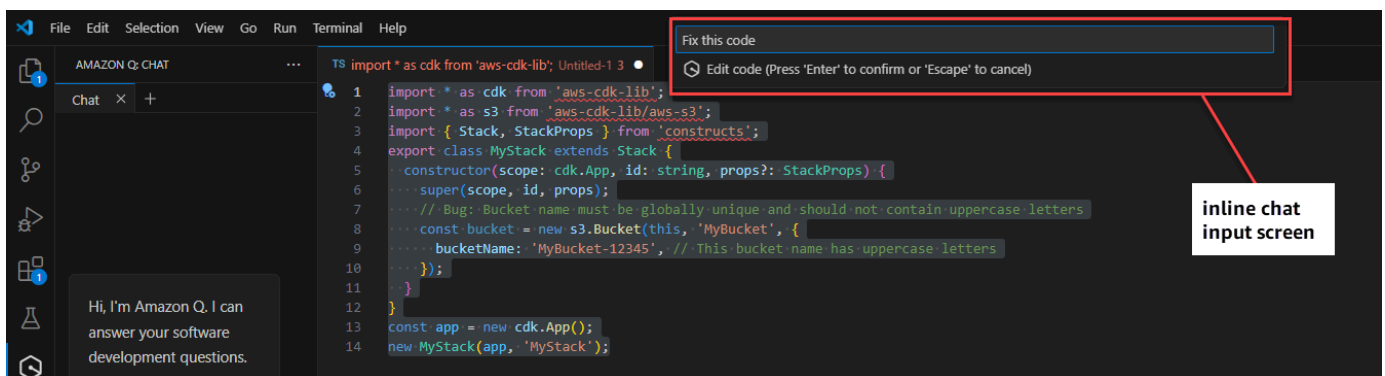 File Edit Selection View Go Run Terminal Help
Fix this code
Edit code (Press 'Enter' to confirm or 'Escape' to cancel)
AMAZON Q: CHAT ...
TS import * as cdk from 'aws-cdk-lib'; Untitled-1 3 ●
Chat × +
1
1 import * as cdk from 'aws-cdk-lib';
2 import * as s3 from 'aws-cdk-lib/aws-s3';
3 import { Stack, StackProps } from 'constructs';
4 export class MyStack extends Stack {
5 constructor(scope: cdk.App, id: string, props?: StackProps) {
6 super(scope, id, props);
7 // Bug: Bucket name must be globally unique and should not contain uppercase letters
8 const bucket = new s3.Bucket(this, 'MyBucket', {
9 bucketName: 'MyBucket-12345', // This bucket name has uppercase letters
10 });
11 }
12 }
13 const app = new cdk.App();
14 new MyStack(app, 'MyStack');
1
Hi, I'm Amazon Q. I can
answer your software
development questions.
inline chat
input screen